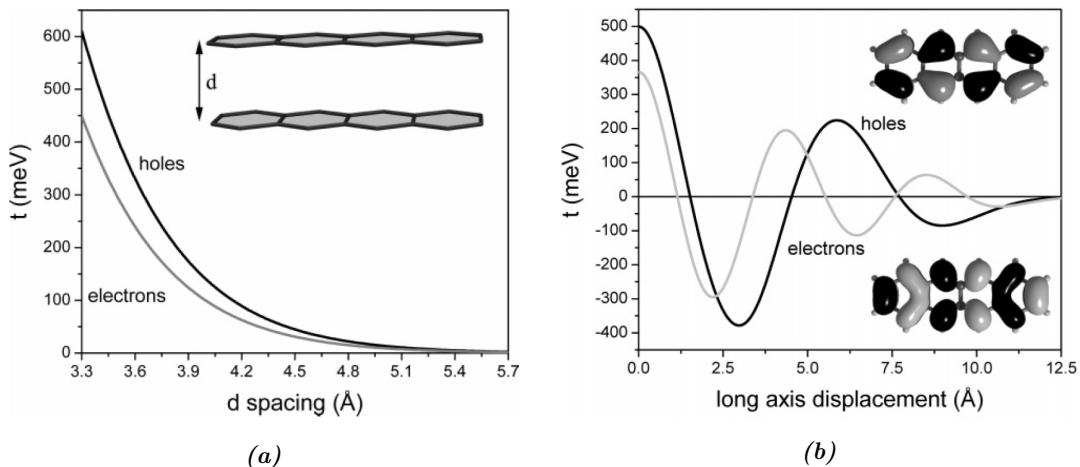 600
500
400
300
200
100
0
t (meV)
d
holes
electrons
3.3 3.6 3.9 4.2 4.5 4.8 5.1 5.4 5.7
d spacing (Å)
(a)
500
400
300
200
100
0
-100
-200
-300
-400
t (meV)
holes
electrons
0.0 2.5 5.0 7.5 10.0 12.5
long axis displacement (Å)
(b)